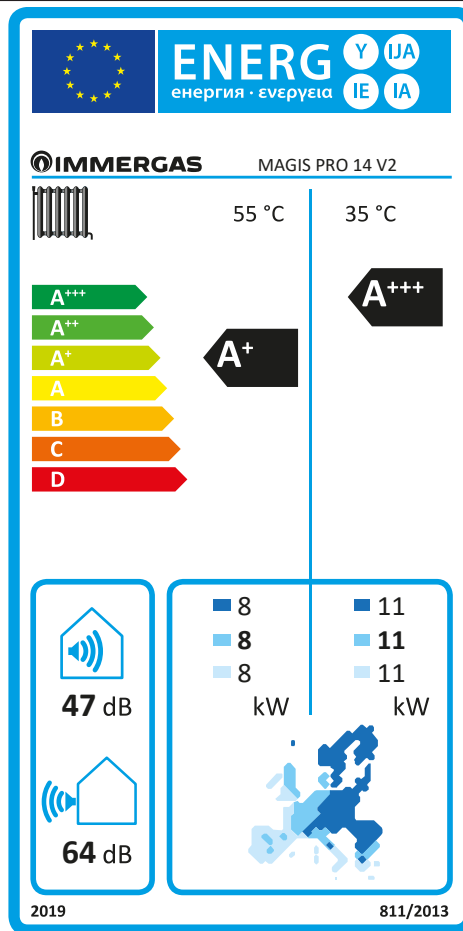 ENERG
енергия · ενεργεια
Y
IJA
IE
IA
IMMERGAS
MAGIS PRO 14 V2
55 °C
35 °C
A+++
A++
A+
A
B
C
D
A+
A+++
47 dB
64 dB
8
8
8
kW
11
11
11
kW
2019
811/2013